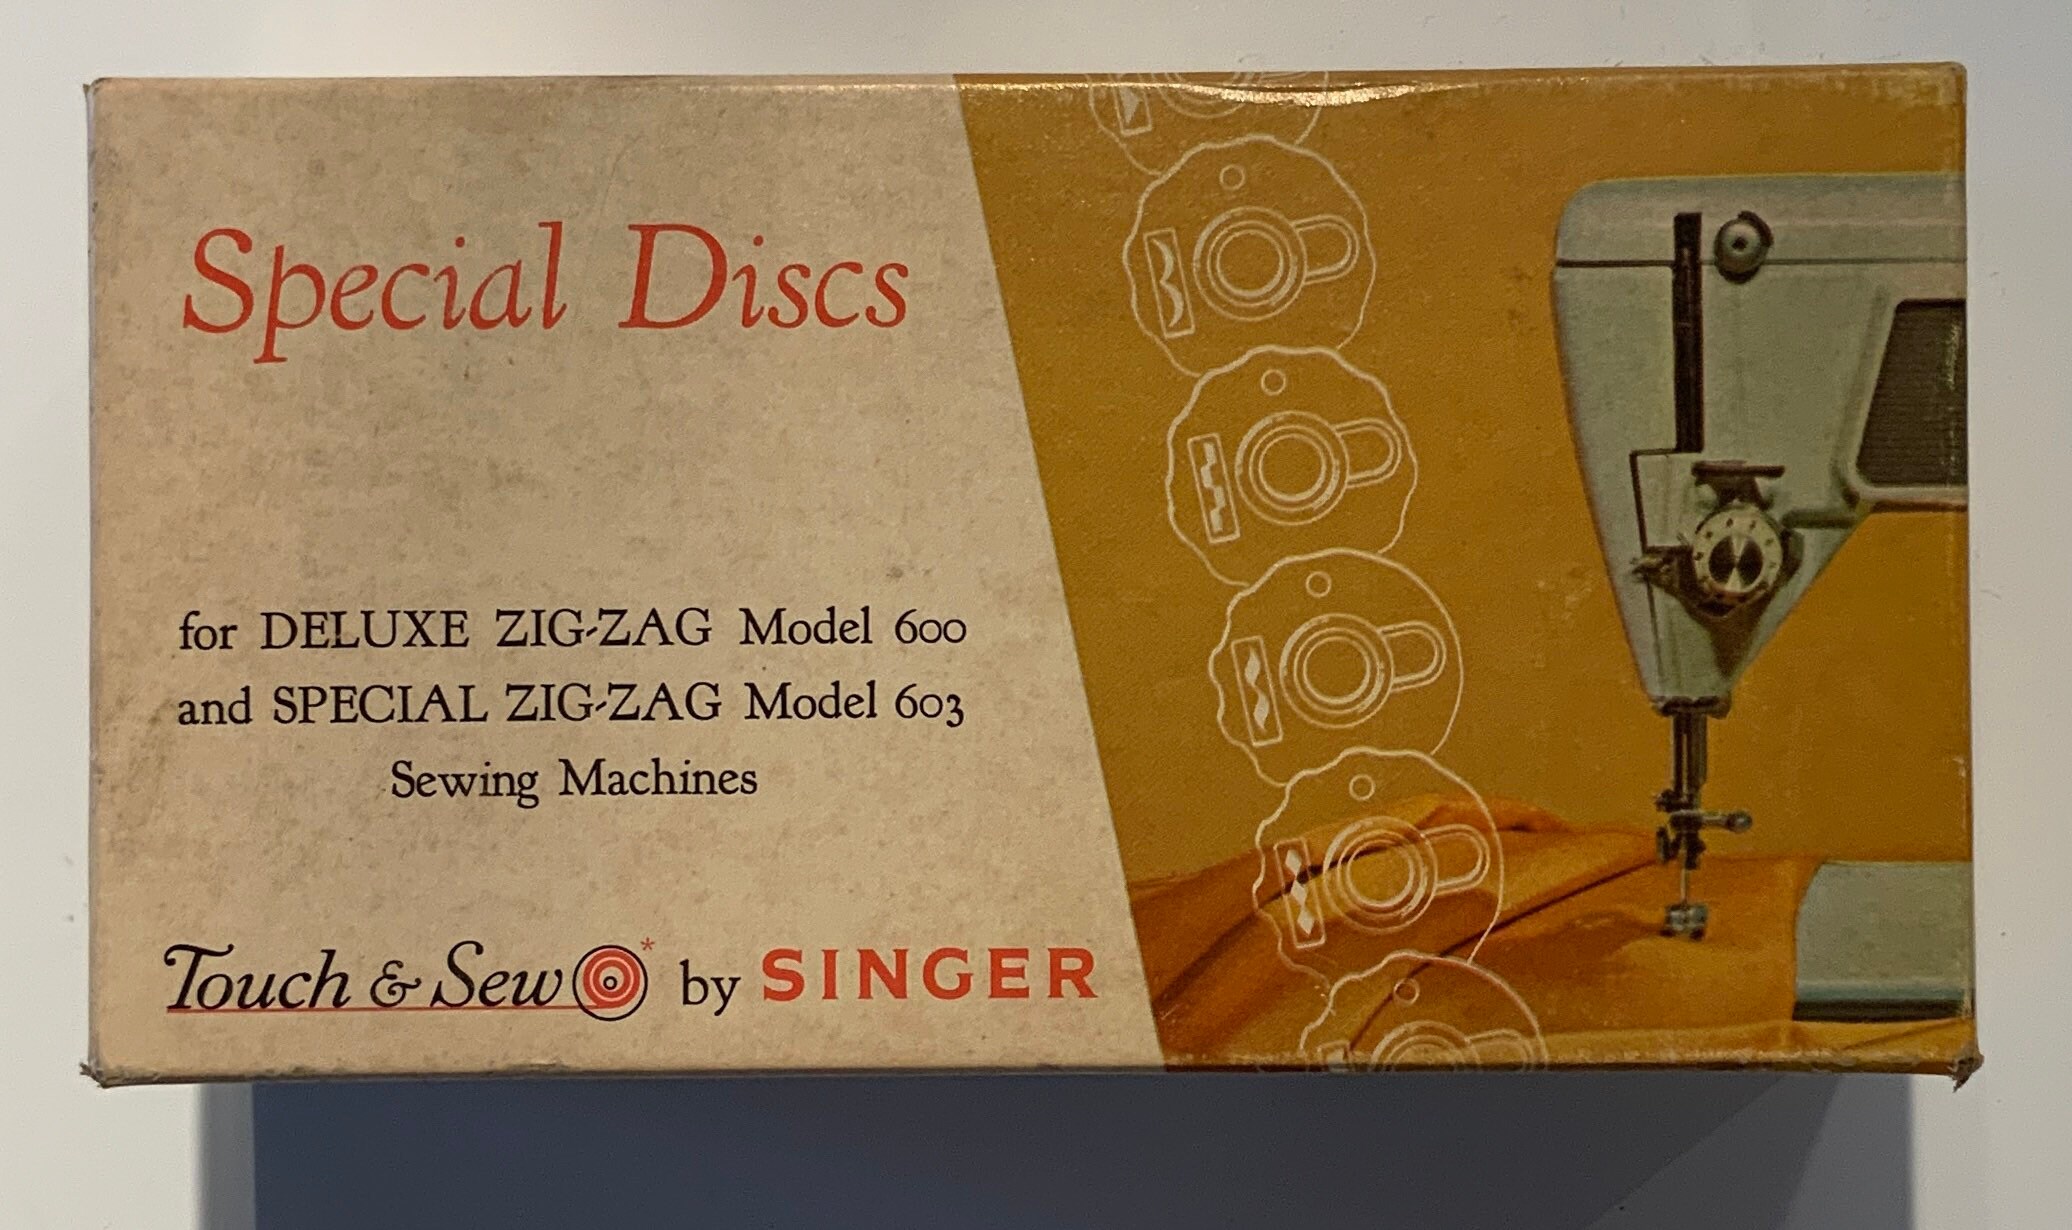 Special Discs
for DELUXE ZIG-ZAG Model 600
and SPECIAL ZIG-ZAG Model 603
Sewing Machines
Touch & Sew * by SINGER